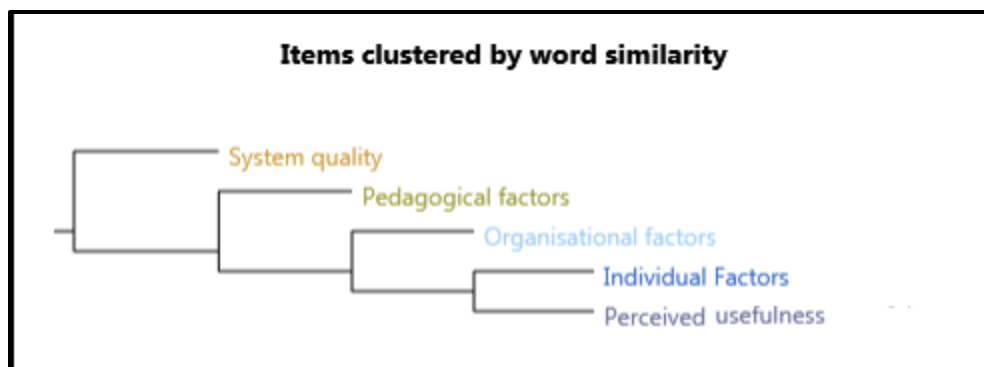 Items clustered by word similarity
System quality
Pedagogical factors
Organisational factors
Individual Factors
Perceived usefulness